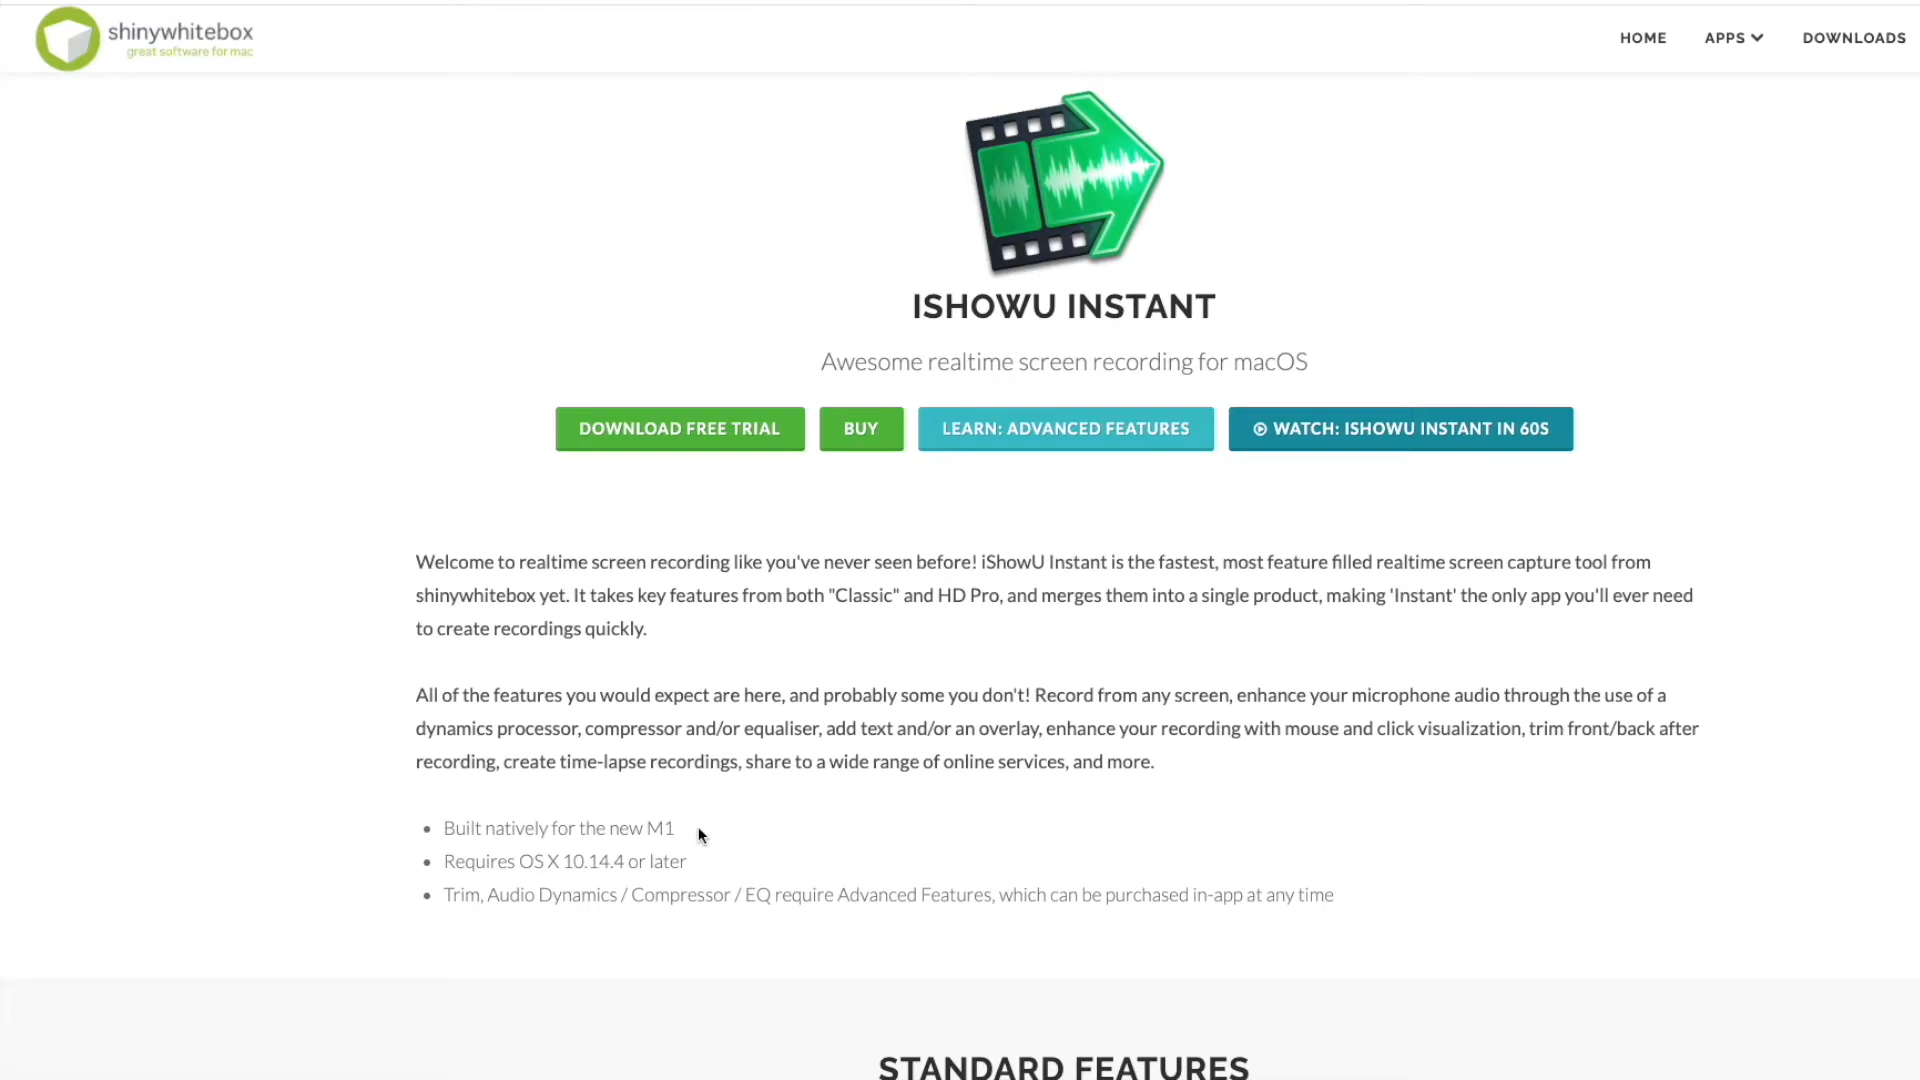 shinywhitebox
great software for mac
HOME
APPS
DOWNLOADS
ISHOWU INSTANT
Awesome realtime screen recording for macOS
DOWNLOAD FREE TRIAL
BUY
LEARN: ADVANCED FEATURES
WATCH: ISHOWU INSTANT IN 60S
Welcome to realtime screen recording like you've never seen before! iShowU Instant is the fastest, most feature filled realtime screen capture tool from
shinywhitebox yet. It takes key features from both "Classic" and HD Pro, and merges them into a single product, making 'Instant' the only app you'll ever need
to create recordings quickly.
All of the features you would expect are here, and probably some you don't! Record from any screen, enhance your microphone audio through the use of a
dynamics processor, compressor and/or equaliser, add text and/or an overlay, enhance your recording with mouse and click visualization, trim front/back after
recording, create time-lapse recordings, share to a wide range of online services, and more.
• Built natively for the new M1
• Requires OS X 10.14.4 or later
• Trim, Audio Dynamics / Compressor / EQ require Advanced Features, which can be purchased in-app at any time
STANDARD FEATURES